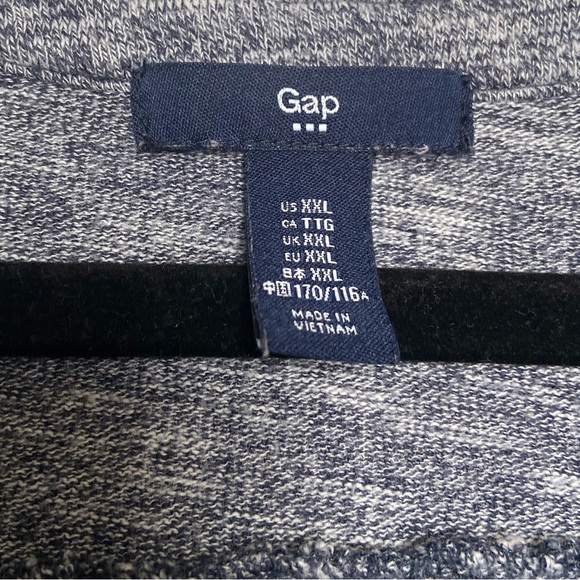 Gap
US XXL
CA TTG
UK XXL
EU XXL
日本 XXL
中国 170/116A
MADE IN
VIETNAM